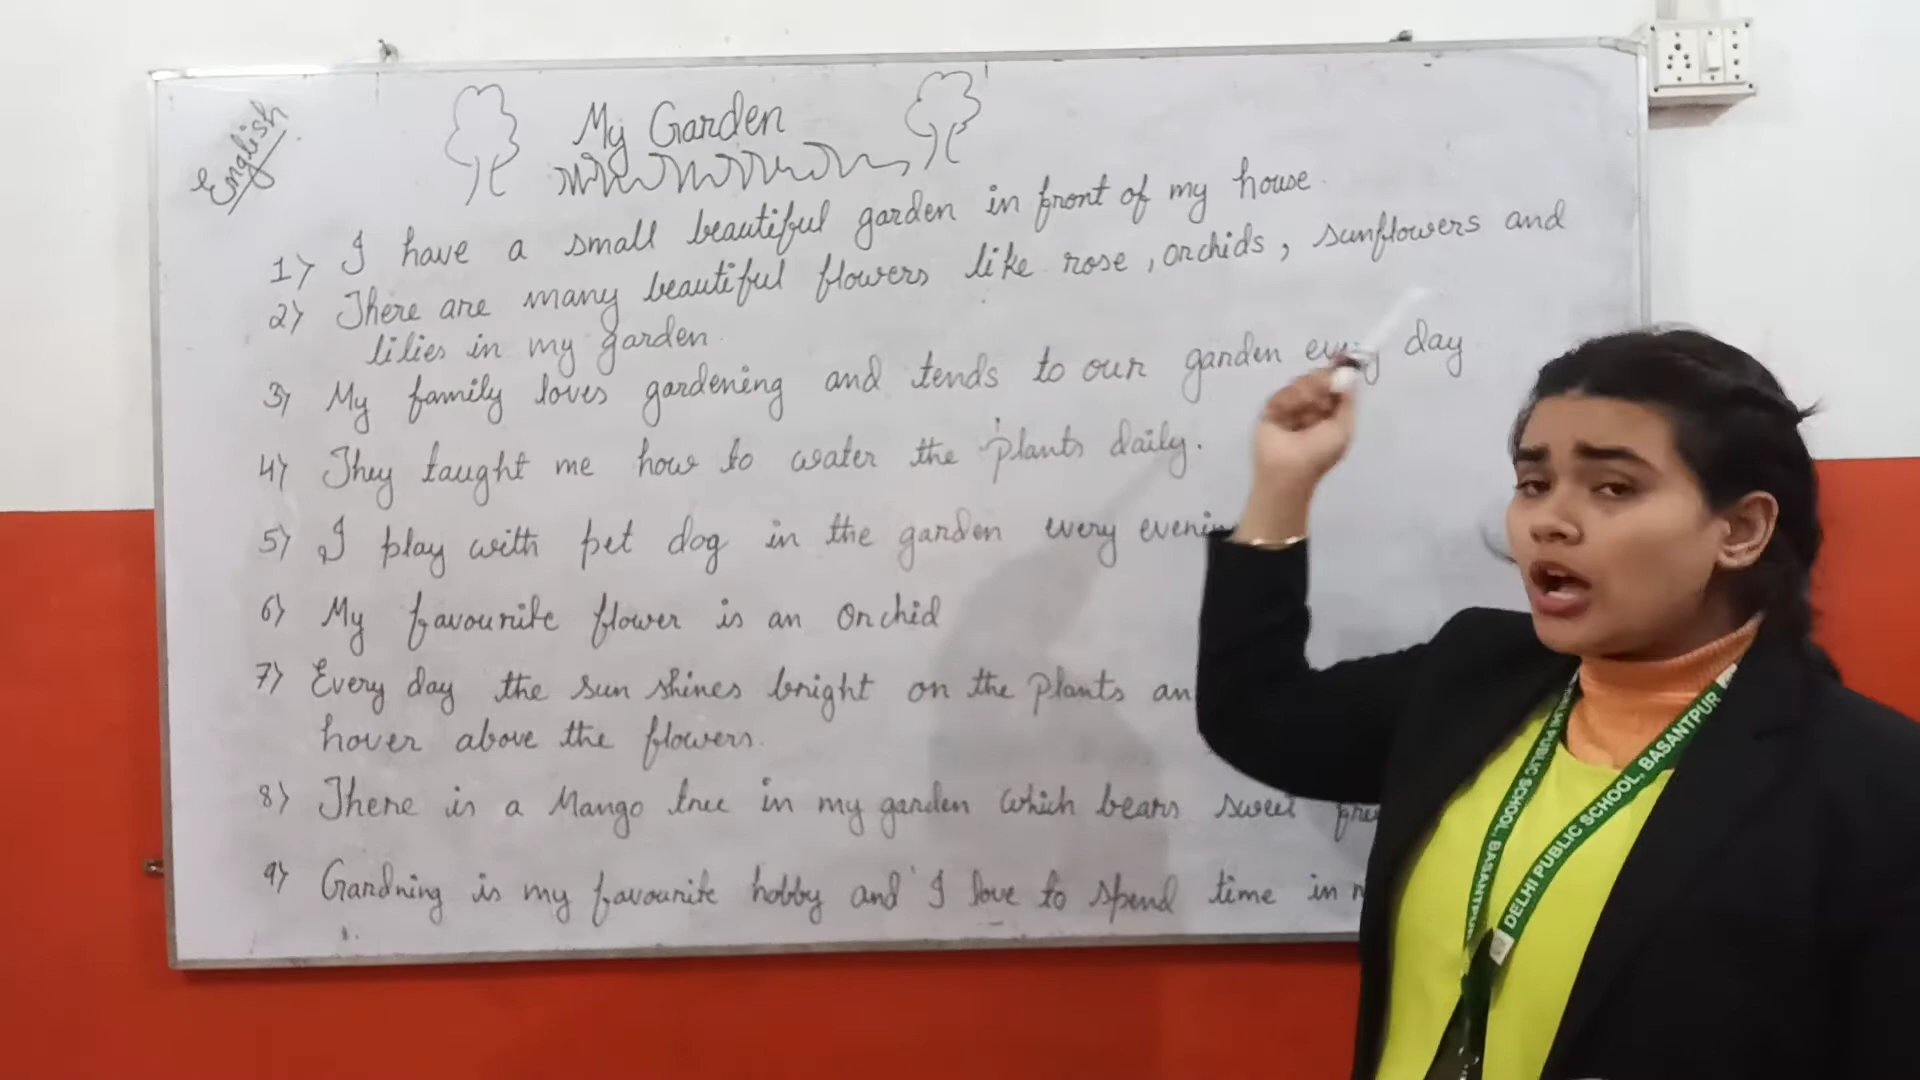 English
My Garden
1) I have a small beautiful garden in front of my house.
2) There are many beautiful flowers like rose, orchids, sunflowers and
lilies in my garden.
3) My family loves gardening and tends to our garden every day
4) They taught me how to water the plants daily.
5) I play with pet dog in the garden every
6) My favourite flower is an Orchid
7) Every day the sun shines bright on the plants
hover above the flowers.
8) There is a Mango tree in my garden which bears sweet
9) Gardning is my favourite hobby and I love to spend time in
DELHI PUBLIC SCHOOL, BASANTPUR
PUBLIC SCHOOL, BASANTPUR